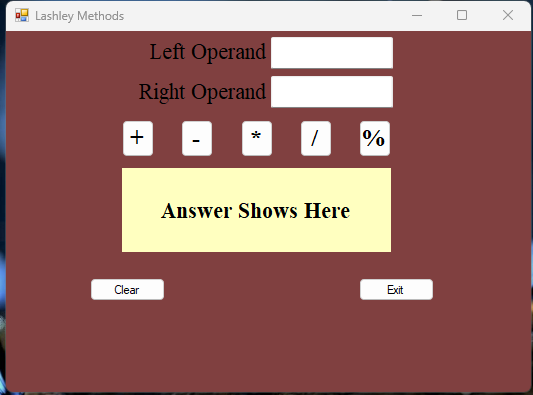 Lashley Methods
Left Operand
Right Operand
+ - * / %
Answer Shows Here
Clear Exit